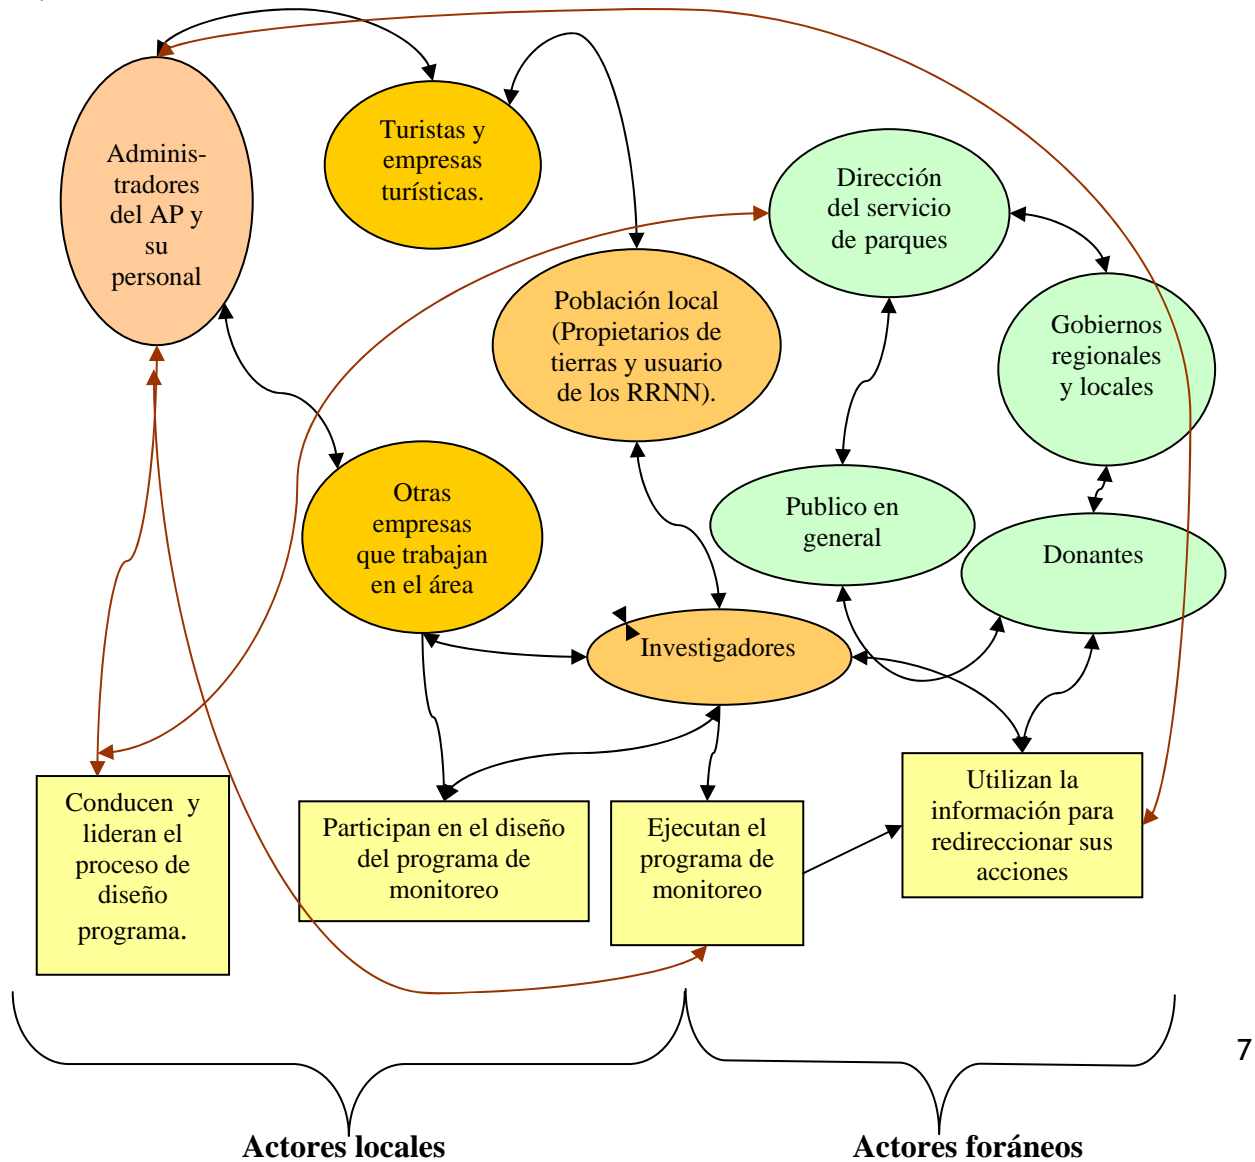 Adminis-
tradores
del AP y
su
personal
Turistas y
empresas
turísticas.
Dirección
del servicio
de parques
Población local
(Propietarios de
tierras y usuario
de los RRNN).
Gobiernos
regionales
y locales
Otras
empresas
que trabajan
en el área
Publico en
general
Donantes
Investigadores
Conducen y
lideran el
proceso de
diseño
programa.
Participan en el diseño
del programa de
monitoreo
Ejecutan el
programa de
monitoreo
Utilizan la
información para
redireccionar sus
acciones
7
Actores locales
Actores foráneos